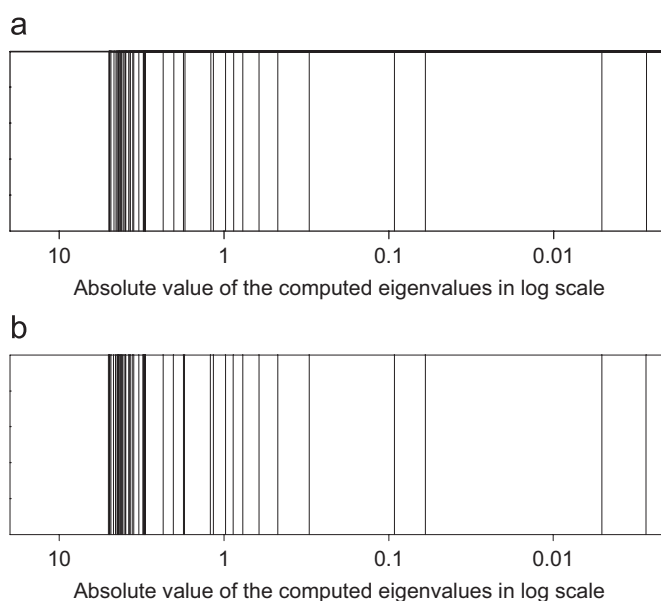 a
10 1 0.1 0.01
Absolute value of the computed eigenvalues in log scale
b
10 1 0.1 0.01
Absolute value of the computed eigenvalues in log scale